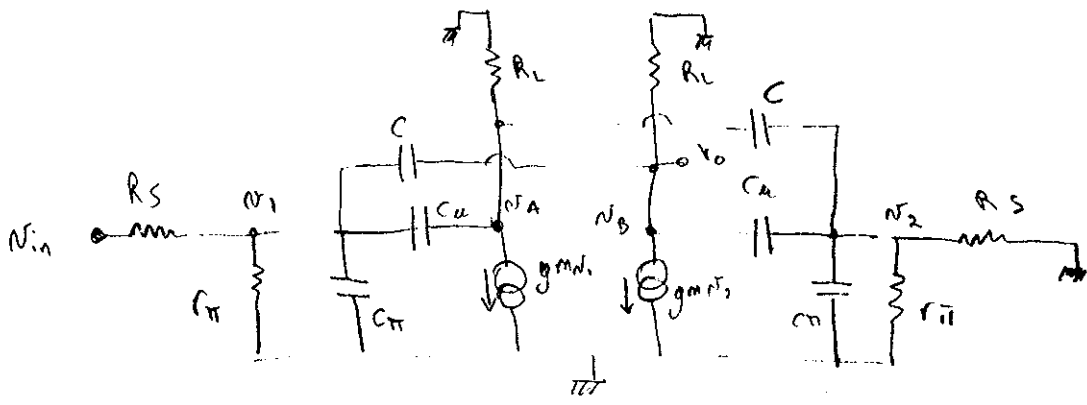 RL
RL
C
C
vo
RS
v1
Cμ
vA
vB
Cμ
v2
RS
vin
gmv1
gmv2
rπ
Cπ
cπ
rπ